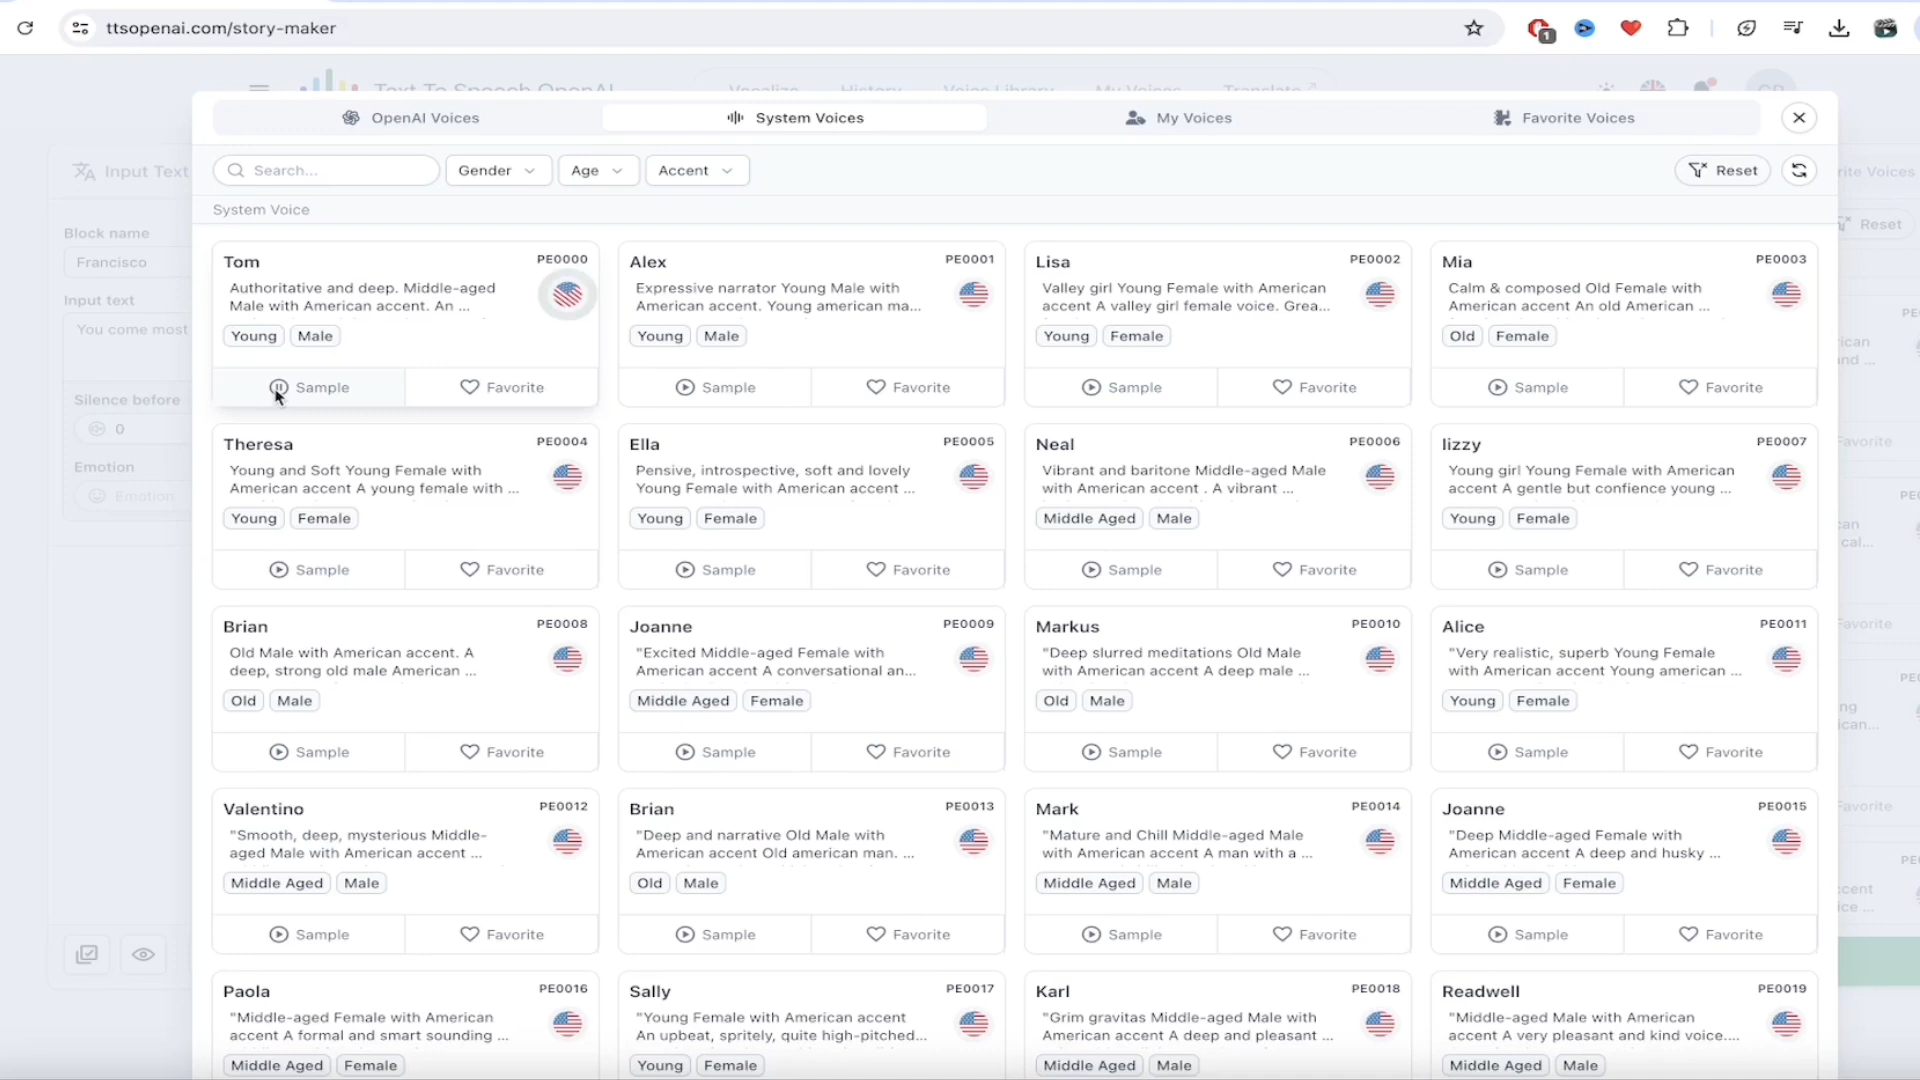 ttsopenai.com/story-maker
1
Text To Speech OpenAI
Vocalize
History
Voice Library
My Voices
Translate
OpenAI Voices
System Voices
My Voices
Favorite Voices
Input Text
Search...
Gender
Age
Accent
Reset
rite Voices
System Voice
Reset
Block name
Francisco
Input text
You come most
Silence before
0
Emotion
Emotion
Tom
PE0000
Authoritative and deep. Middle-aged
Male with American accent. An ...
Young
Male
Sample
Favorite
Alex
PE0001
Expressive narrator Young Male with
American accent. Young american ma...
Young
Male
Sample
Favorite
Lisa
PE0002
Valley girl Young Female with American
accent A valley girl female voice. Grea...
Young
Female
Sample
Favorite
Mia
PE0003
Calm & composed Old Female with
American accent An old American ...
Old
Female
Sample
Favorite
Theresa
PE0004
Young and Soft Young Female with
American accent A young female with ...
Young
Female
Sample
Favorite
Ella
PE0005
Pensive, introspective, soft and lovely
Young Female with American accent ...
Young
Female
Sample
Favorite
Neal
PE0006
Vibrant and baritone Middle-aged Male
with American accent . A vibrant ...
Middle Aged
Male
Sample
Favorite
lizzy
PE0007
Young girl Young Female with American
accent A gentle but confience young ...
Young
Female
Sample
Favorite
Brian
PE0008
Old Male with American accent. A
deep, strong old male American ...
Old
Male
Sample
Favorite
Joanne
PE0009
"Excited Middle-aged Female with
American accent A conversational an...
Middle Aged
Female
Sample
Favorite
Markus
PE0010
"Deep slurred meditations Old Male
with American accent A deep male ...
Old
Male
Sample
Favorite
Alice
PE0011
"Very realistic, superb Young Female
with American accent Young american ...
Young
Female
Sample
Favorite
Valentino
PE0012
"Smooth, deep, mysterious Middle-
aged Male with American accent ...
Middle Aged
Male
Sample
Favorite
Brian
PE0013
"Deep and narrative Old Male with
American accent Old american man. ...
Old
Male
Sample
Favorite
Mark
PE0014
"Mature and Chill Middle-aged Male
with American accent A man with a ...
Middle Aged
Male
Sample
Favorite
Joanne
PE0015
"Deep Middle-aged Female with
American accent A deep and husky ...
Middle Aged
Female
Sample
Favorite
Paola
PE0016
"Middle-aged Female with American
accent A formal and smart sounding ...
Middle Aged
Female
Sally
PE0017
"Young Female with American accent
An upbeat, spritely, quite high-pitched...
Young
Female
Karl
PE0018
"Grim gravitas Middle-aged Male with
American accent A deep and pleasant ...
Middle Aged
Male
Readwell
PE0019
"Middle-aged Male with American
accent A very pleasant and kind voice....
Middle Aged
Male